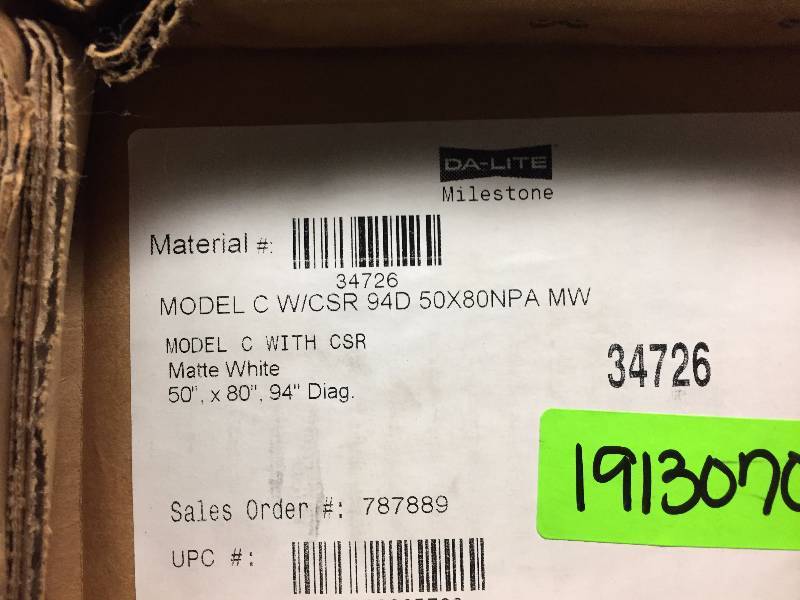 DA-LITE
Milestone
Material #:
34726
MODEL C W/CSR 94D 50X80NPA MW
MODEL C WITH CSR
Matte White
50", x 80", 94" Diag.
34726
1913070
Sales Order #: 787889
UPC #: